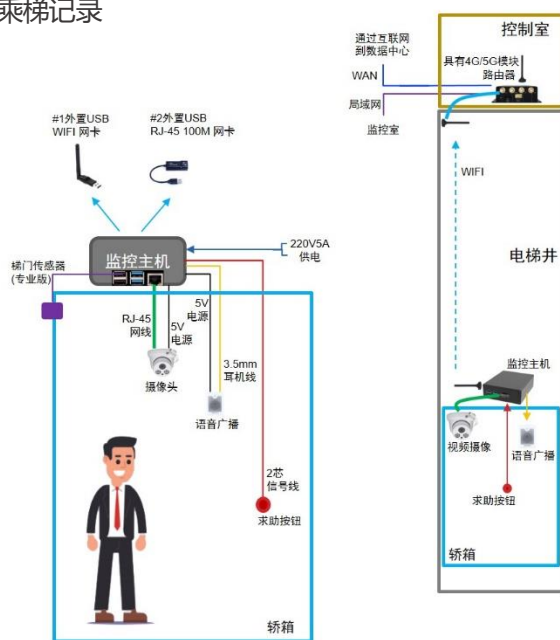 乘梯记录
#1外置USB
WIFI 网卡
#2外置USB
RJ-45 100M 网卡
监控主机
220V5A
供电
梯门传感器
(专业版)
RJ-45
网线
5V
电源
5V
电源
3.5mm
耳机线
摄像头
语音广播
2芯
信号线
求助按钮
轿箱
控制室
通过互联网
到数据中心
具有4G/5G模块
路由器
WAN
局域网
监控室
WIFI
电梯井
监控主机
视频摄像
语音广播
求助按钮
轿箱